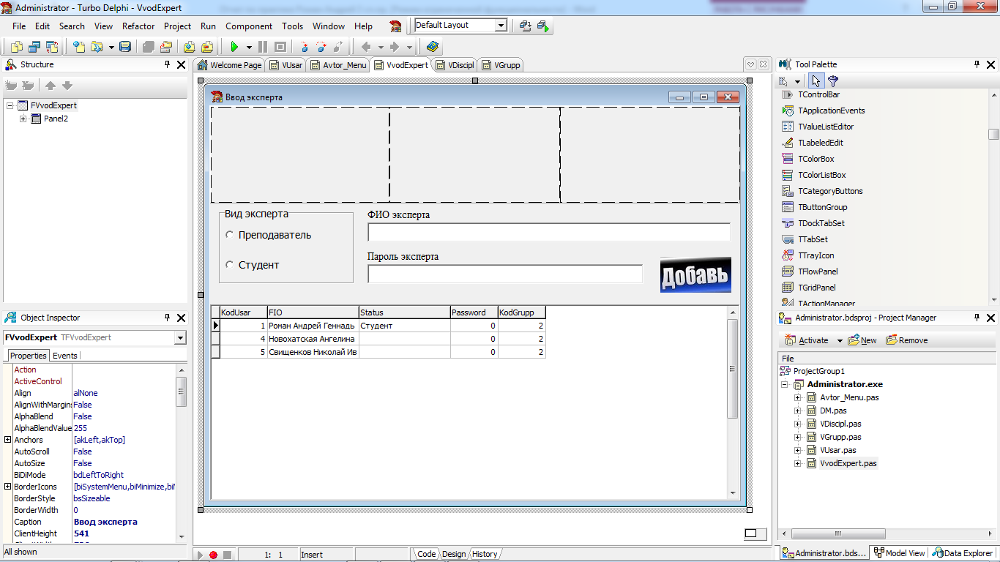 Administrator - Turbo Delphi - VvodExpert
File Edit Search View Refactor Project Run Component Tools Window Help
Default Layout
Structure
FVvodExpert
Panel2
Welcome Page VUsar Avtor_Menu VvodExpert VDiscipl VGrupp
Ввод эксперта
Вид эксперта
Преподаватель
Студент
ФИО эксперта
Пароль эксперта
Добавь
KodUsar FIO Status Password KodGrupp
1 Роман Андрей Геннадь Студент 0 2
4 Новохатская Ангелина 0 2
5 Свищенков Николай Ив 0 2
Object Inspector
FVvodExpert TFVvodExpert
Properties Events
Action
ActiveControl
Align alNone
AlignWithMargins False
AlphaBlend False
AlphaBlendValue 255
Anchors [akLeft,akTop]
AutoScroll False
AutoSize False
BiDiMode bdLeftToRight
BorderIcons [biSystemMenu,biMinimize,bi
BorderStyle bsSizeable
BorderWidth 0
Caption Ввод эксперта
ClientHeight 541
All shown
1: 1 Insert
Code Design History
Tool Palette
TControlBar
TApplicationEvents
TValueListEditor
TLabeledEdit
TColorBox
TColorListBox
TCategoryButtons
TButtonGroup
TDockTabSet
TTabSet
TTrayIcon
TFlowPanel
TGridPanel
TActionManager
Administrator.bdsproj - Project Manager
Activate New Remove
File
ProjectGroup1
Administrator.exe
Avtor_Menu.pas
DM.pas
VDiscipl.pas
VGrupp.pas
VUsar.pas
VvodExpert.pas
Administrator.bds... Model View Data Explorer